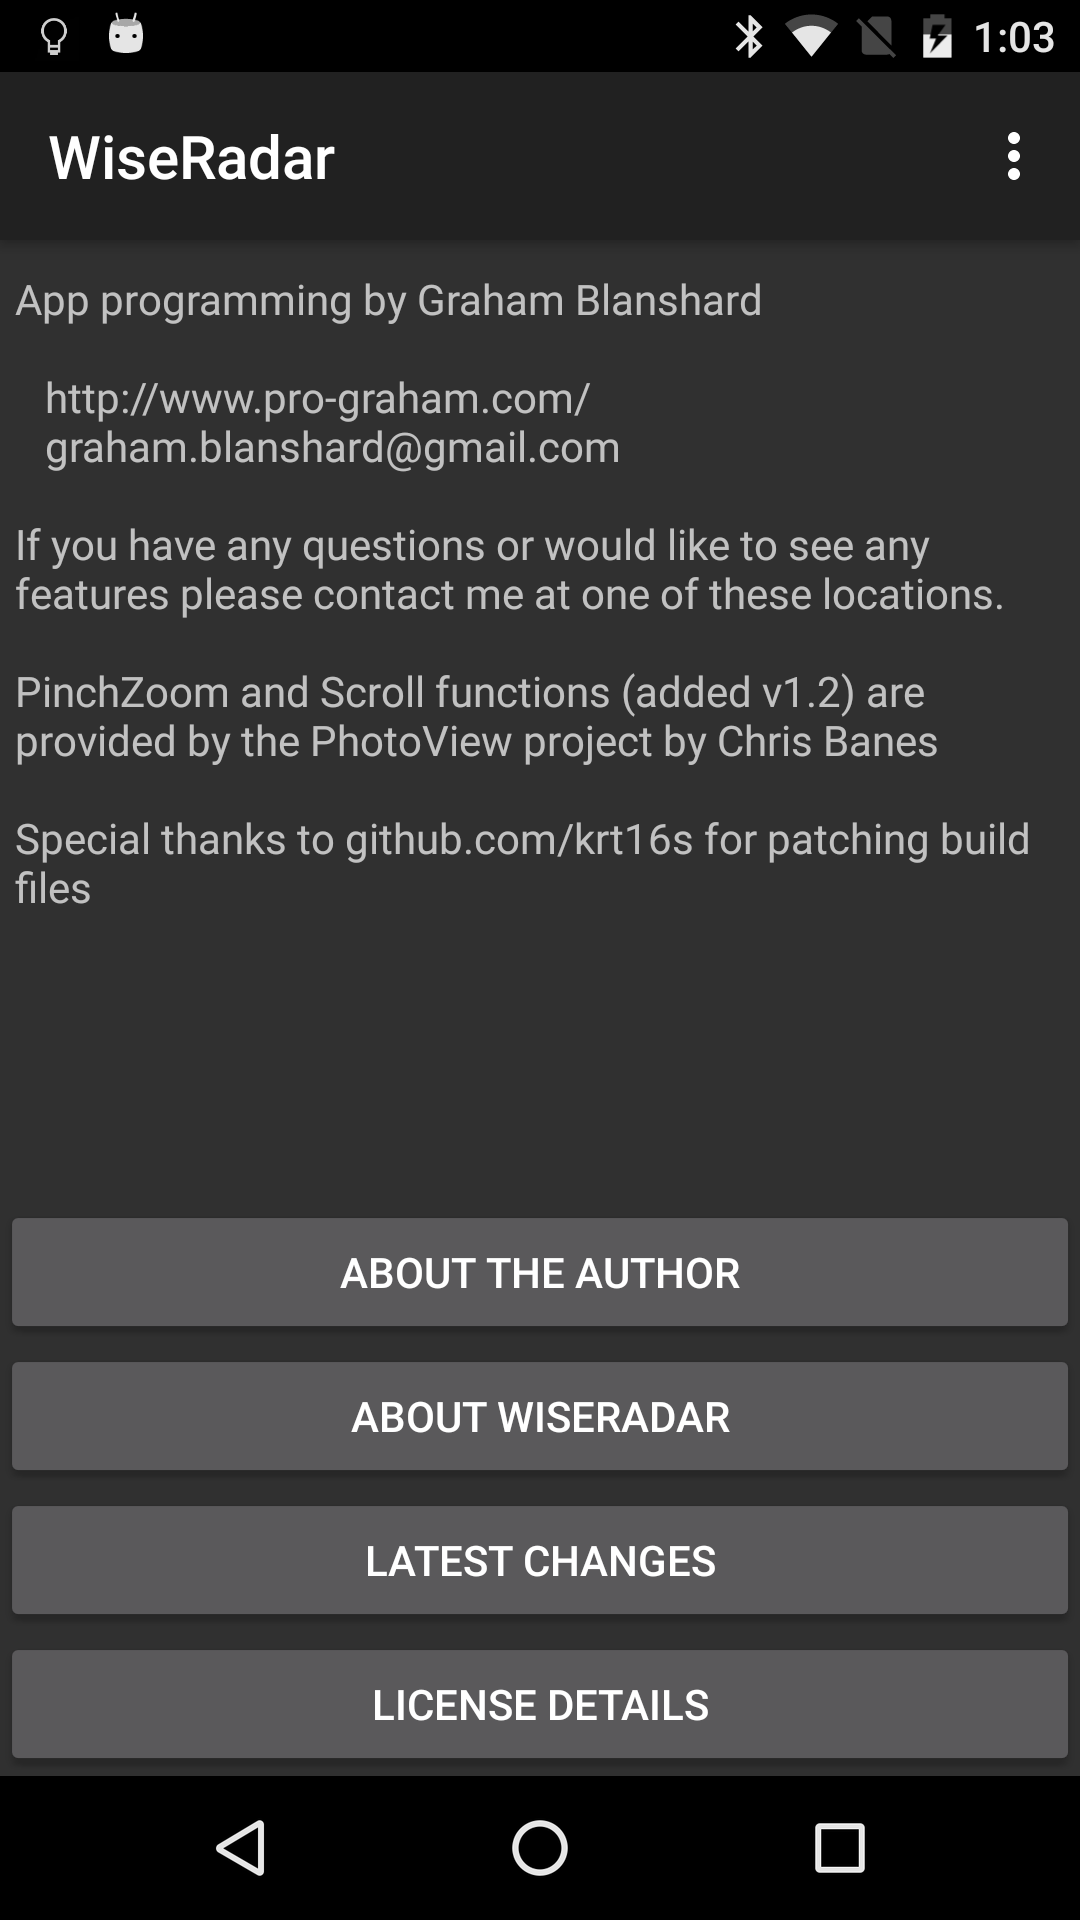 1:03
WiseRadar
App programming by Graham Blanshard
http://www.pro-graham.com/
graham.blanshard@gmail.com
If you have any questions or would like to see any
features please contact me at one of these locations.
PinchZoom and Scroll functions (added v1.2) are
provided by the PhotoView project by Chris Banes
Special thanks to github.com/krt16s for patching build
files
ABOUT THE AUTHOR
ABOUT WISERADAR
LATEST CHANGES
LICENSE DETAILS